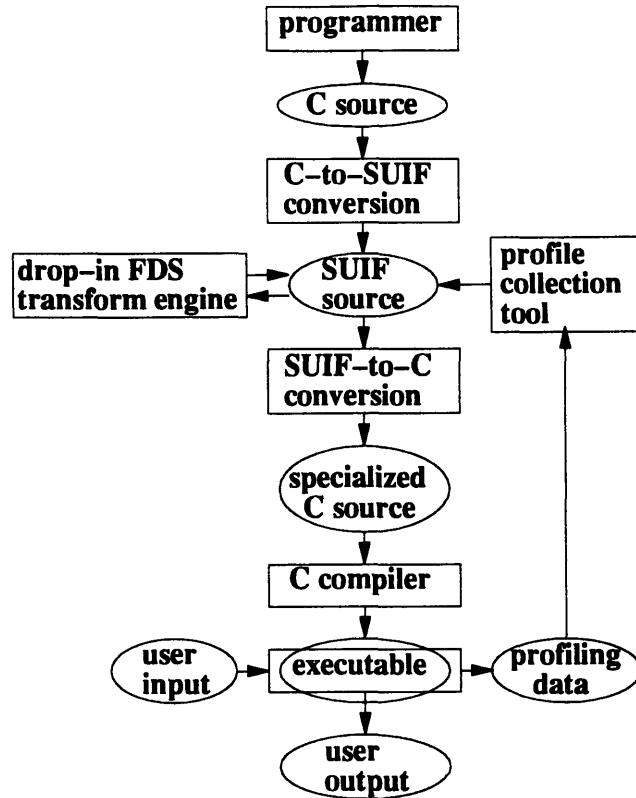 programmer
C source
C–to–SUIF
conversion
drop–in FDS
transform engine
SUIF
source
profile
collection
tool
SUIF–to–C
conversion
specialized
C source
C compiler
user
input
executable
profiling
data
user
output